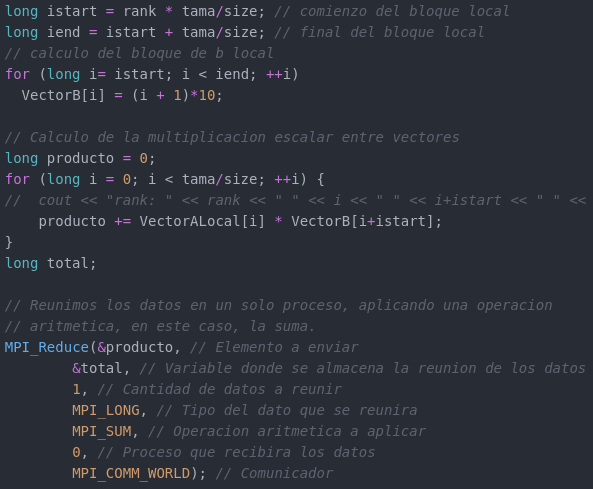 long istart = rank * tama/size; // comienzo del bloque local
long iend = istart + tama/size; // final del bloque local
// calculo del bloque de b local
for (long i= istart; i < iend; ++i)
  VectorB[i] = (i + 1)*10;

// Calculo de la multiplicacion escalar entre vectores
long producto = 0;
for (long i = 0; i < tama/size; ++i) {
//  cout << "rank: " << rank << " " << i << " " << i+istart << " " <<
    producto += VectorALocal[i] * VectorB[i+istart];
}
long total;

// Reunimos los datos en un solo proceso, aplicando una operacion
// aritmetica, en este caso, la suma.
MPI_Reduce(&producto, // Elemento a enviar
        &total, // Variable donde se almacena la reunion de los datos
        1, // Cantidad de datos a reunir
        MPI_LONG, // Tipo del dato que se reunira
        MPI_SUM, // Operacion aritmetica a aplicar
        0, // Proceso que recibira los datos
        MPI_COMM_WORLD); // Comunicador